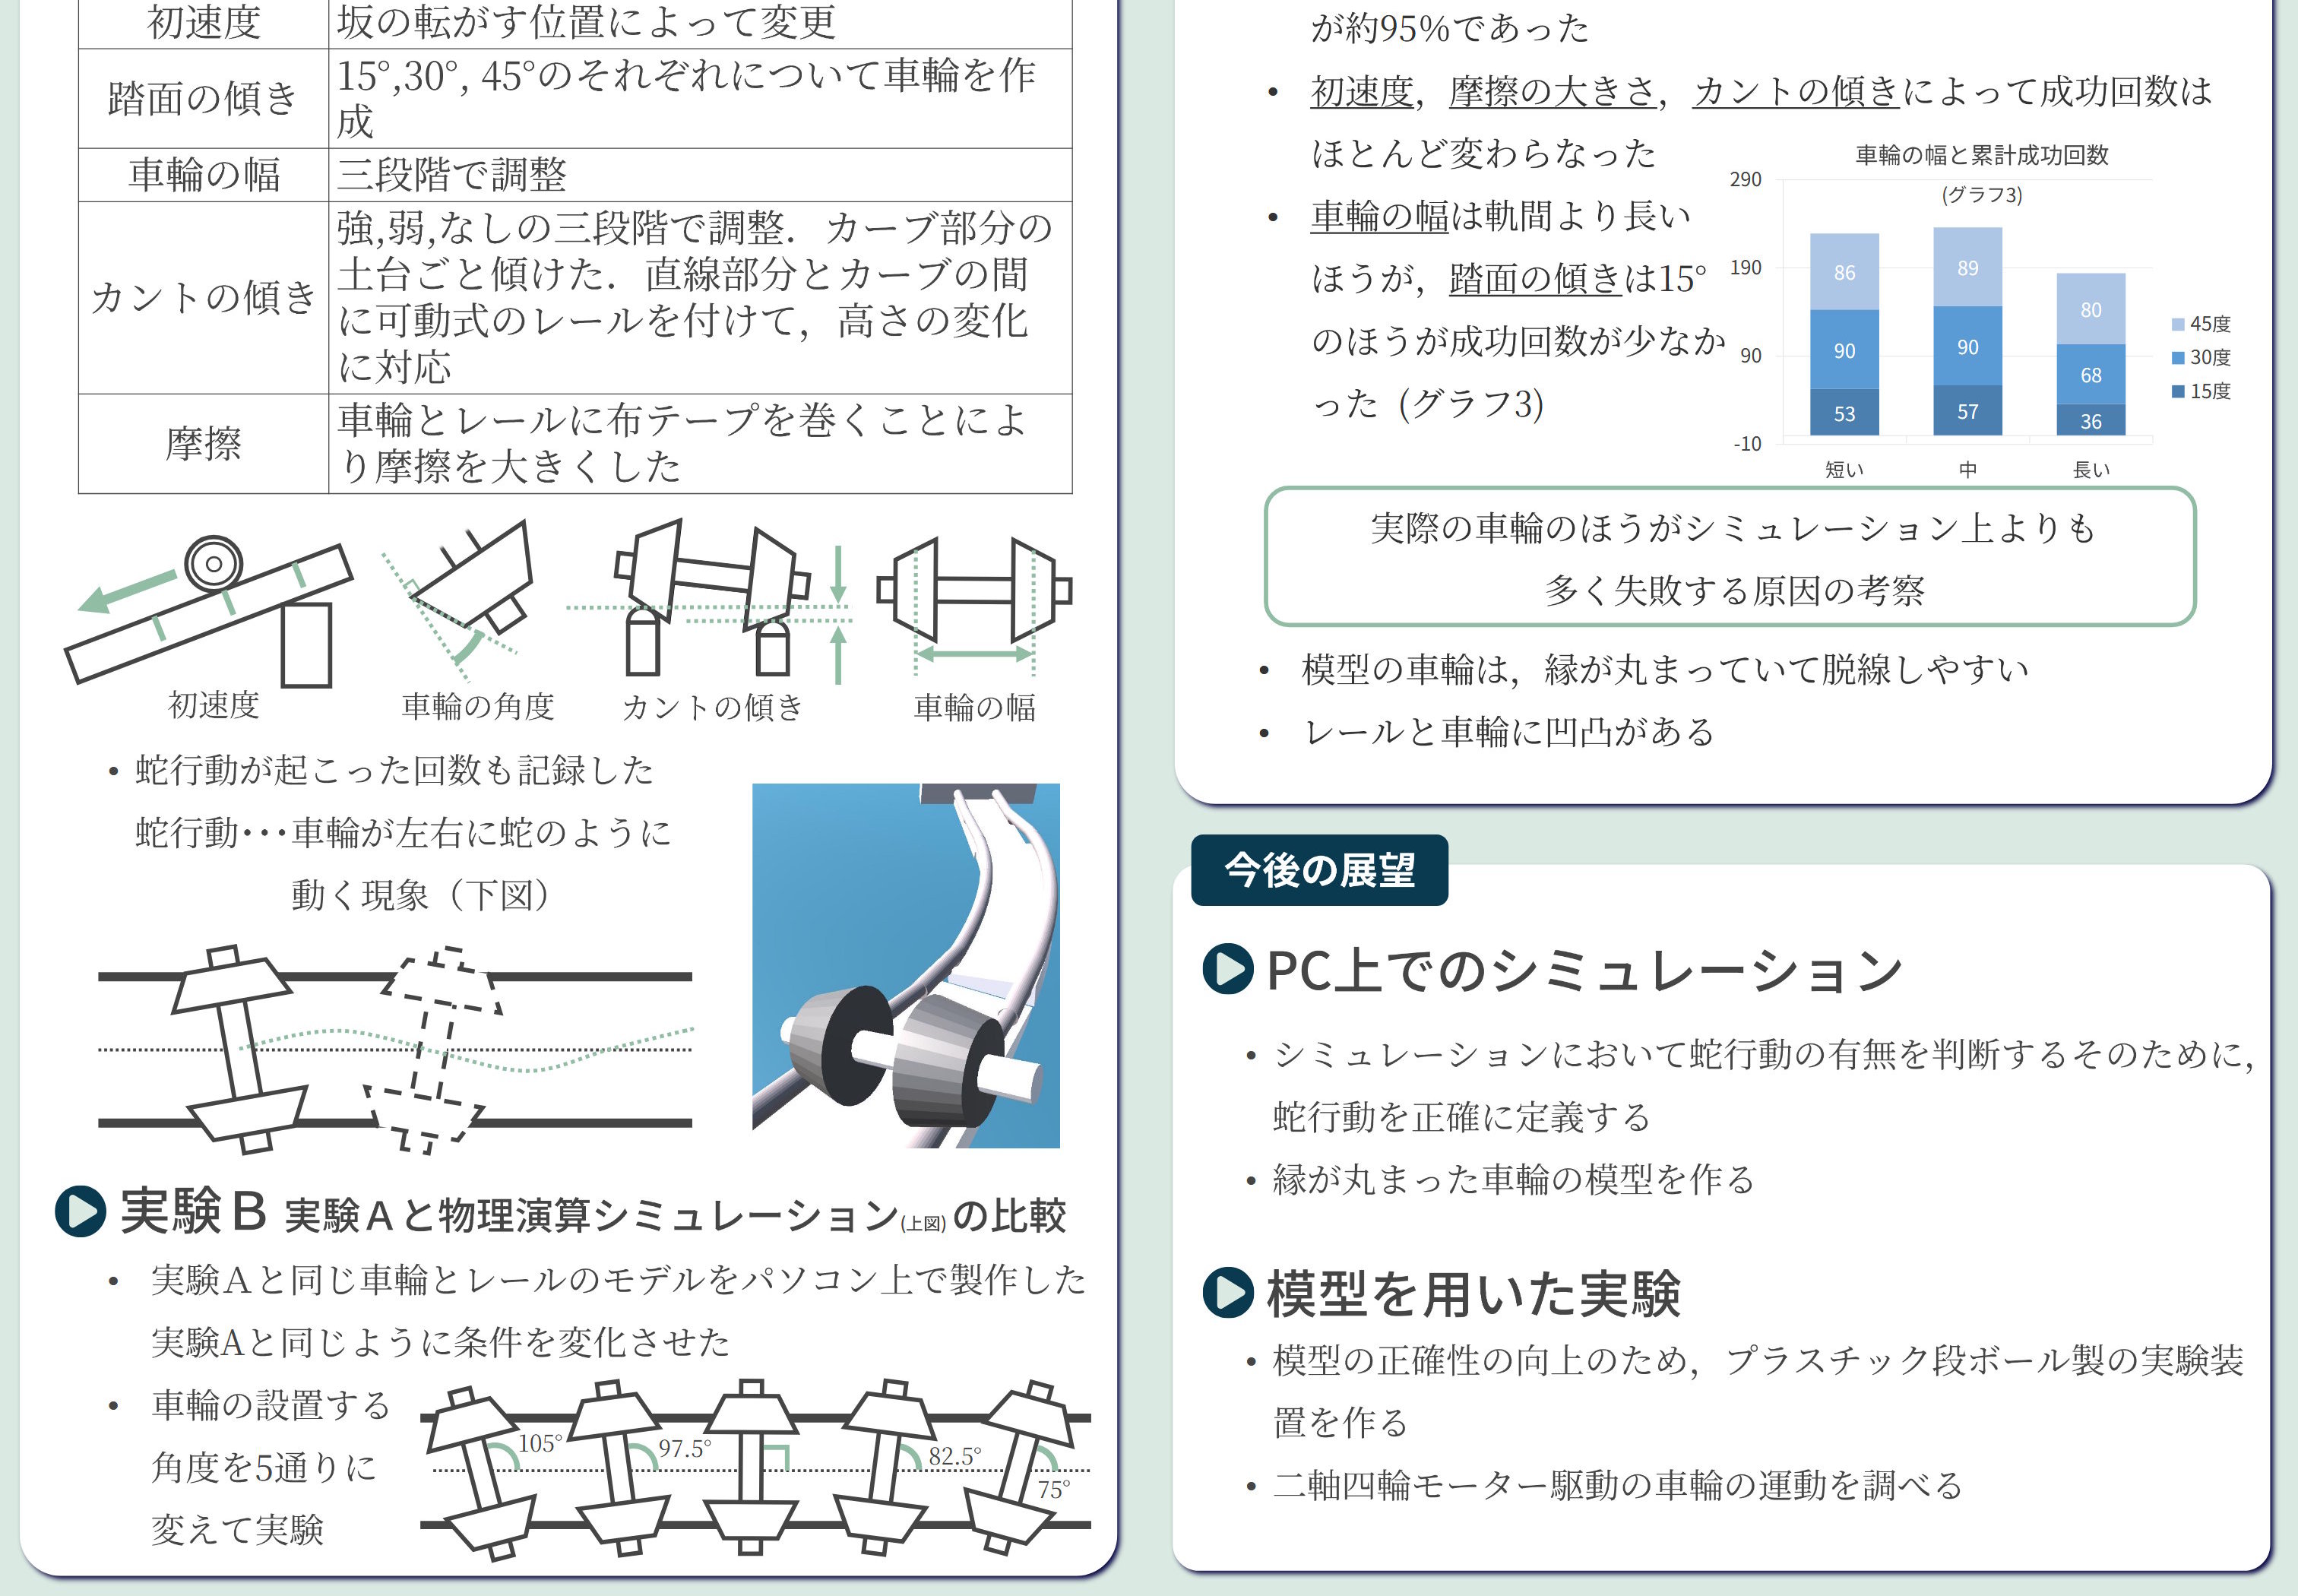 初速度
坂の転がす位置によって変更
踏面の傾き
15°,30°, 45°のそれぞれについて車輪を作
成
車輪の幅
三段階で調整
カントの傾き
強,弱,なしの三段階で調整．カーブ部分の
土台ごと傾けた．直線部分とカーブの間
に可動式のレールを付けて，高さの変化
に対応
摩擦
車輪とレールに布テープを巻くことによ
り摩擦を大きくした
初速度
車輪の角度
カントの傾き
車輪の幅
• 蛇行動が起こった回数も記録した
蛇行動･･･車輪が左右に蛇のように
動く現象（下図）
実験Ｂ 実験Ａと物理演算シミュレーション(上図)の比較
• 実験Ａと同じ車輪とレールのモデルをパソコン上で製作した
実験Aと同じように条件を変化させた
• 車輪の設置する
角度を5通りに
変えて実験
105°
97.5°
82.5°
75°
が約95%であった
• 初速度，摩擦の大きさ，カントの傾きによって成功回数は
ほとんど変わらなった
• 車輪の幅は軌間より長い
ほうが，踏面の傾きは15°
のほうが成功回数が少なか
った (グラフ3)
車輪の幅と累計成功回数
(グラフ3)
290
190
90
-10
86
90
53
89
90
57
80
68
36
短い
中
長い
45度
30度
15度
実際の車輪のほうがシミュレーション上よりも
多く失敗する原因の考察
• 模型の車輪は，縁が丸まっていて脱線しやすい
• レールと車輪に凹凸がある
今後の展望
PC上でのシミュレーション
• シミュレーションにおいて蛇行動の有無を判断するそのために，
蛇行動を正確に定義する
• 縁が丸まった車輪の模型を作る
模型を用いた実験
• 模型の正確性の向上のため，プラスチック段ボール製の実験装
置を作る
• 二軸四輪モーター駆動の車輪の運動を調べる